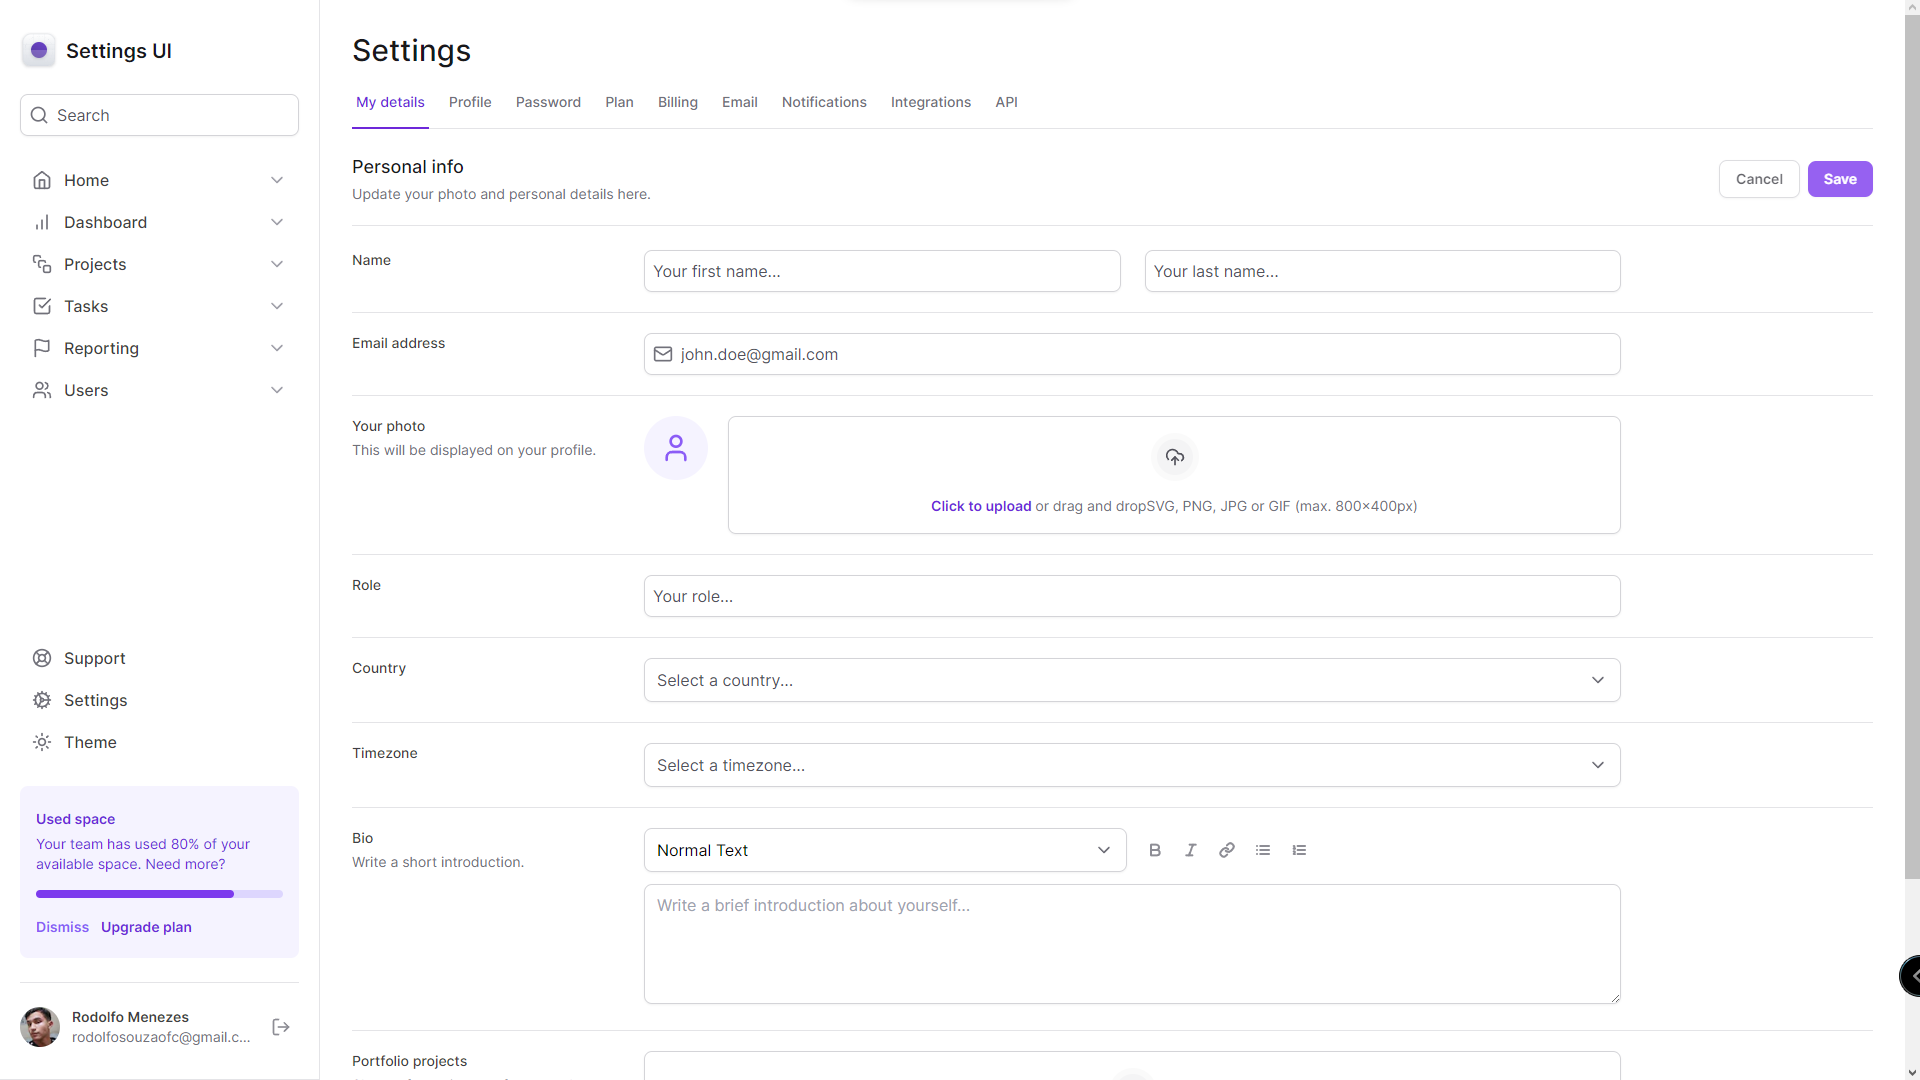 Settings UI
Search
Home
Dashboard
Projects
Tasks
Reporting
Users
Support
Settings
Theme
Used space
Your team has used 80% of your
available space. Need more?
Dismiss Upgrade plan
Rodolfo Menezes
rodolfosouzaofc@gmail.c...
Settings
My details Profile Password Plan Billing Email Notifications Integrations API
Personal info
Update your photo and personal details here.
Cancel Save
Name
Your first name... Your last name...
Email address
john.doe@gmail.com
Your photo
This will be displayed on your profile.
Click to upload or drag and dropSVG, PNG, JPG or GIF (max. 800×400px)
Role
Your role...
Country
Select a country...
Timezone
Select a timezone...
Bio
Write a short introduction.
Normal Text
Write a brief introduction about yourself...
Portfolio projects